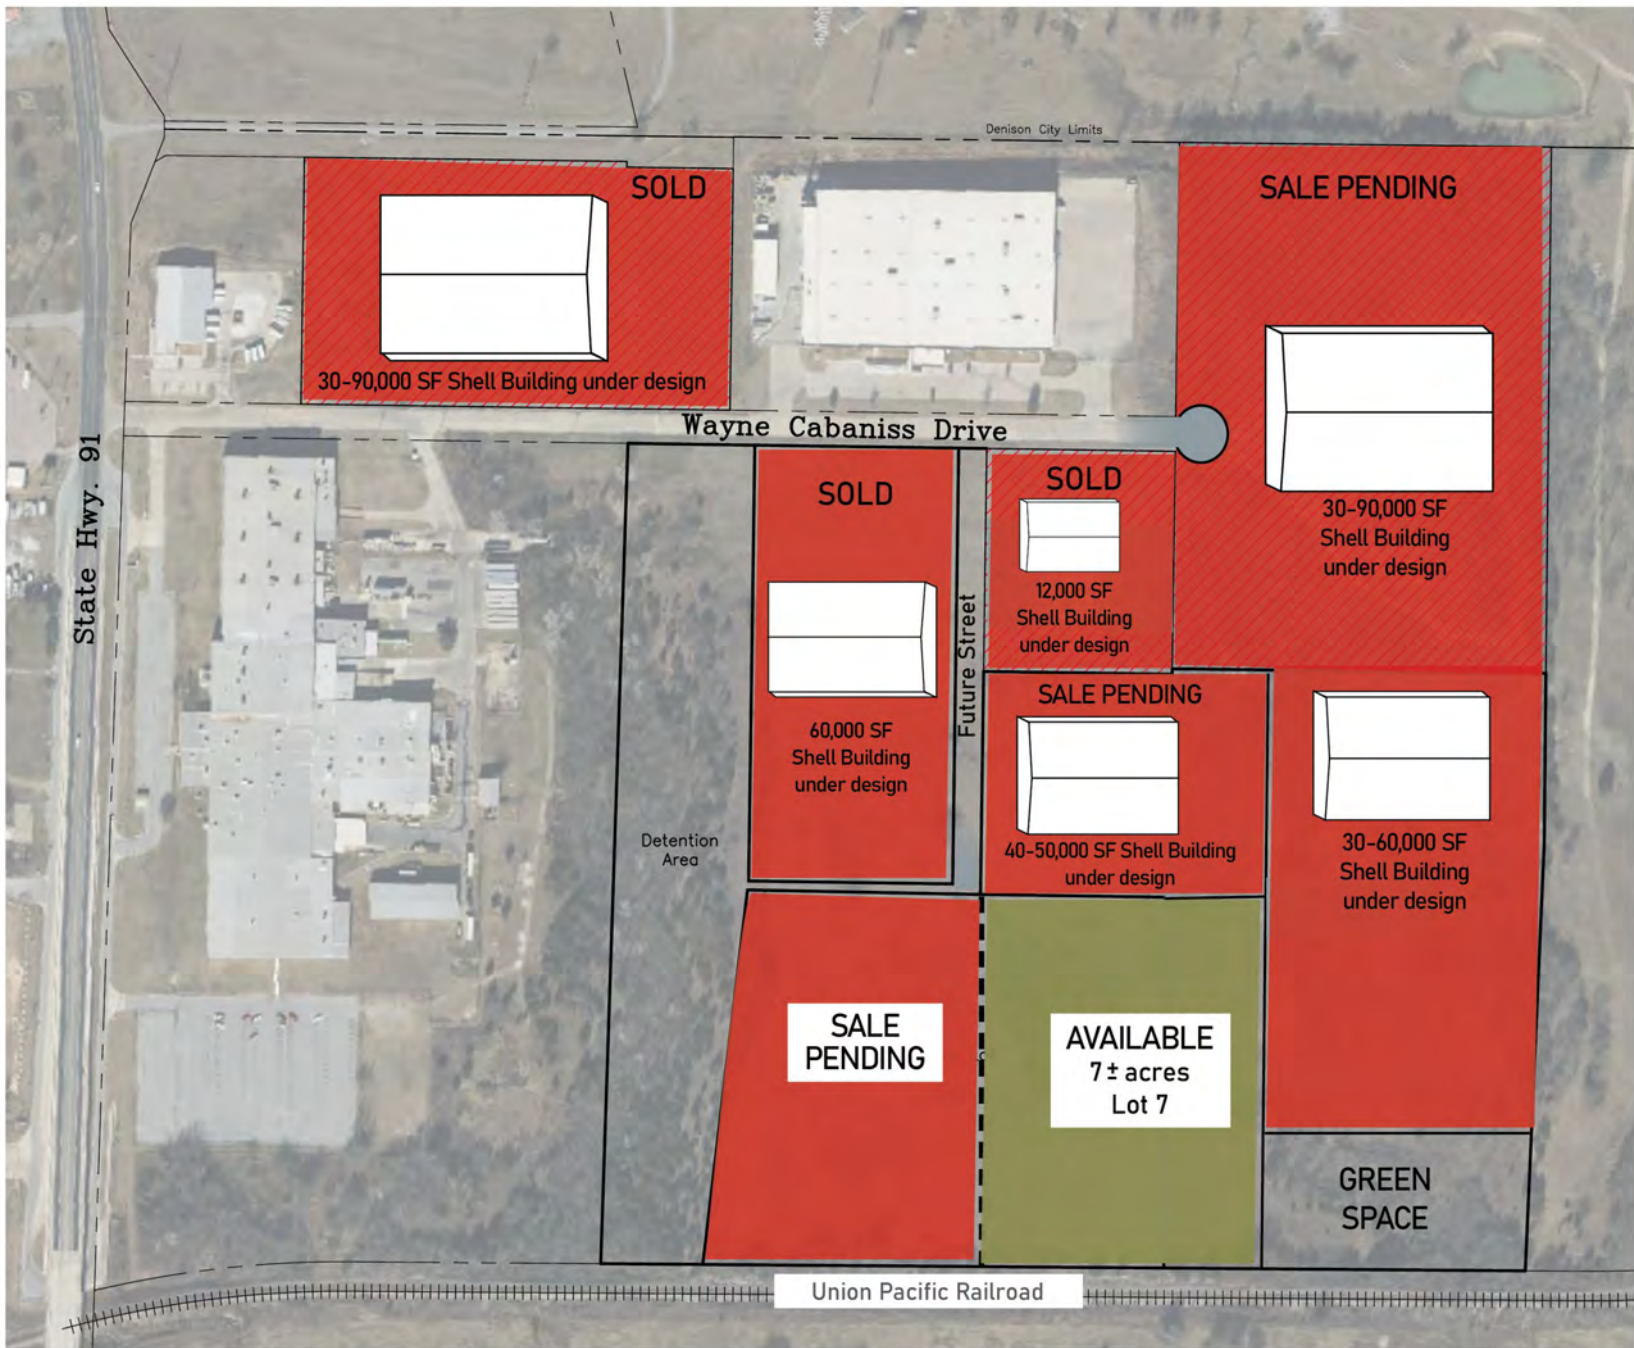 Denison City Limits
SOLD
SALE PENDING
30-90,000 SF Shell Building under design
Wayne Cabaniss Drive
State Hwy. 91
30-90,000 SF
Shell Building
under design
SOLD
60,000 SF
Shell Building
under design
Future Street
SOLD
12,000 SF
Shell Building
under design
SALE PENDING
40-50,000 SF Shell Building
under design
30-60,000 SF
Shell Building
under design
Detention
Area
SALE
PENDING
AVAILABLE
7± acres
Lot 7
GREEN
SPACE
Union Pacific Railroad